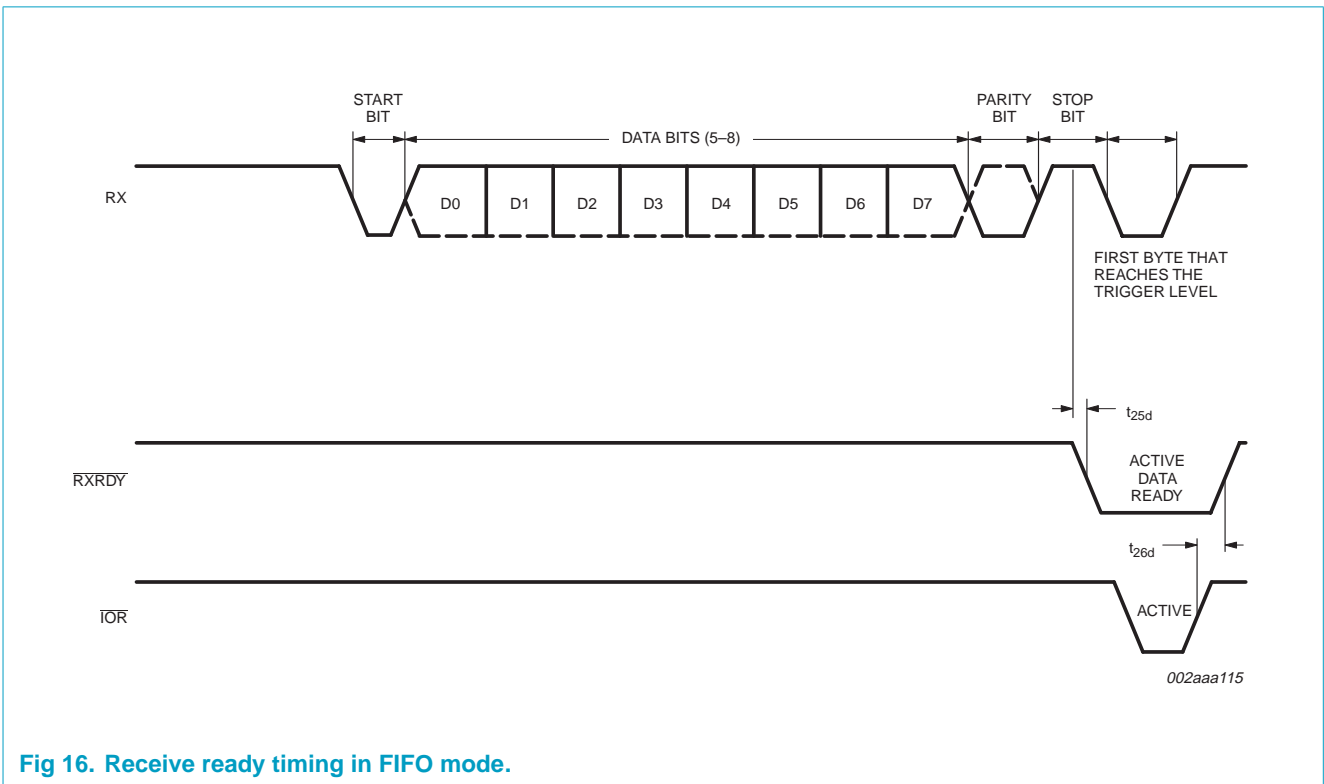 START
BIT
DATA BITS (5–8)
PARITY
BIT
STOP
BIT
RX
D0
D1
D2
D3
D4
D5
D6
D7
FIRST BYTE THAT
REACHES THE
TRIGGER LEVEL
t25d
RXRDY
ACTIVE
DATA
READY
t26d
IOR
ACTIVE
002aaa115
Fig 16. Receive ready timing in FIFO mode.